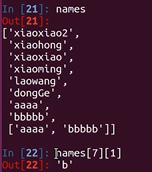 In [21]: names
Out[21]:
['xiaoxiao2',
'xiaohong',
'xiaoxiao',
'xiaoming',
'laowang',
'dongGe',
'aaaa',
'bbbbb',
['aaaa', 'bbbbb']]
In [22]: names[7][1]
Out[22]: 'b'